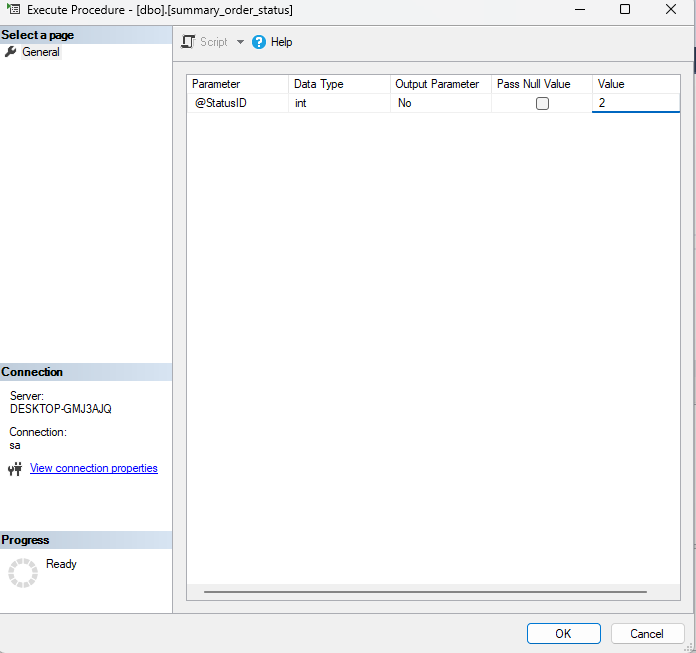 Execute Procedure - [dbo].[summary_order_status]
Select a page
General
Script
Help
Parameter Data Type Output Parameter Pass Null Value Value
@StatusID int No 2
Connection
Server:
DESKTOP-GMJ3AJQ
Connection:
sa
View connection properties
Progress
Ready
OK Cancel